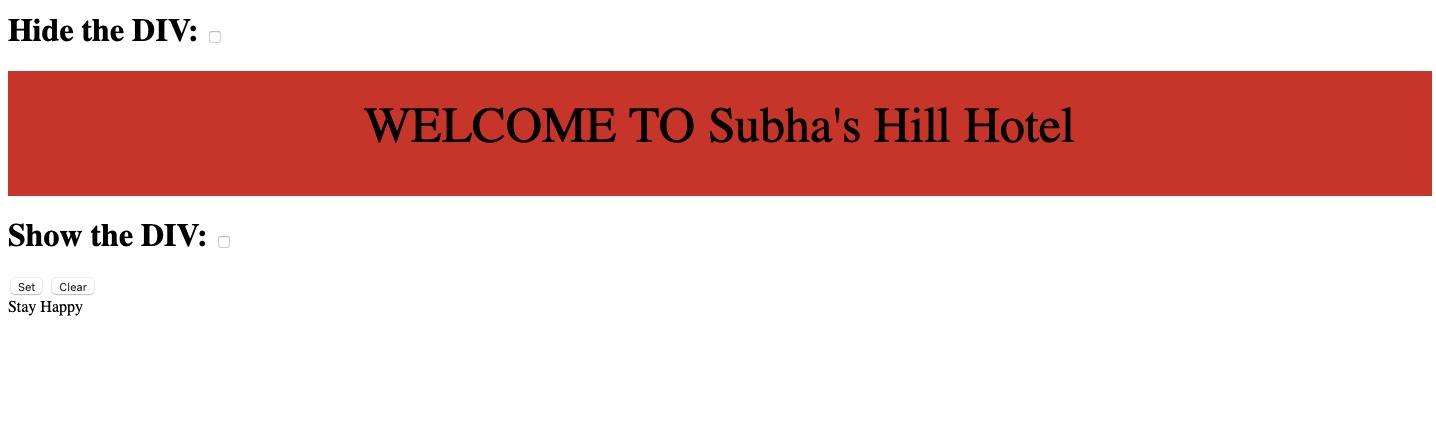 Hide the DIV:
WELCOME TO Subha's Hill Hotel
Show the DIV:
Set Clear
Stay Happy